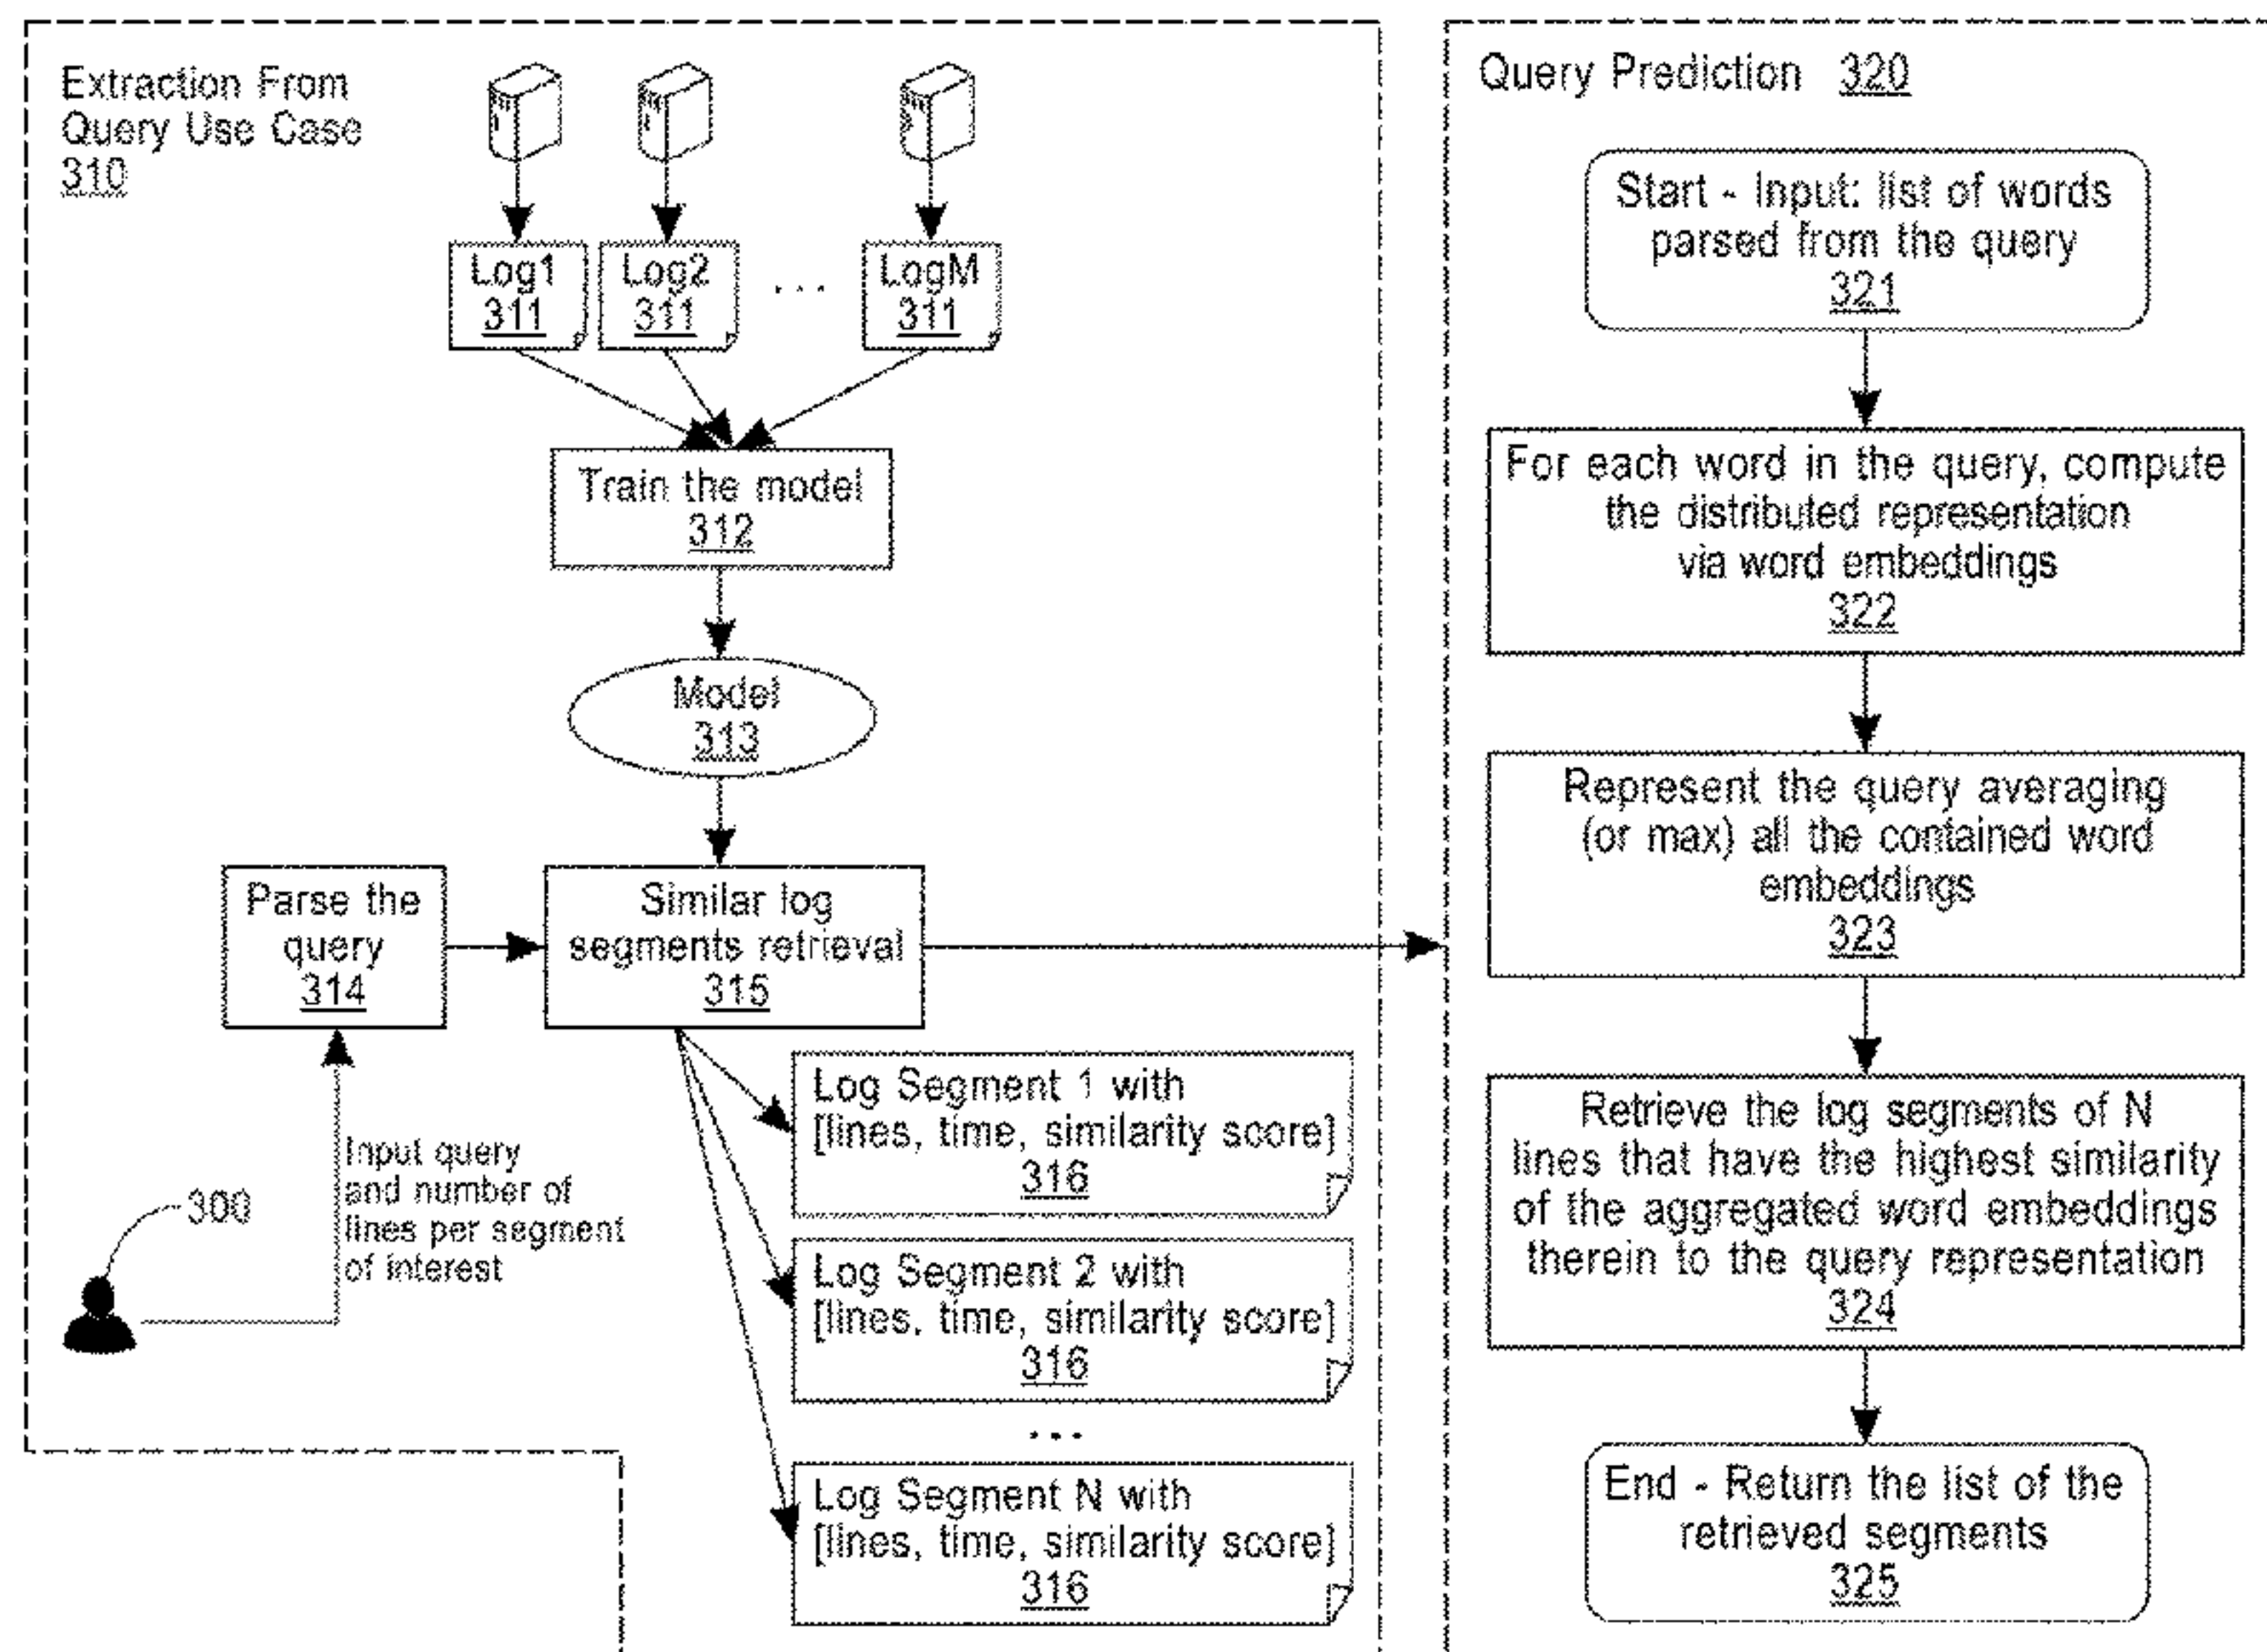 Extraction From
Query Use Case
310
Log1
311
Log2
311
. . .
LogM
311
Train the model
312
Model
313
Parse the
query
314
Similar log
segments retrieval
315
Input query
and number of
lines per segment
of interest
300
Log Segment 1 with
[lines, time, similarity score]
316
Log Segment 2 with
[lines, time, similarity score]
316
. . .
Log Segment N with
[lines, time, similarity score]
316
Query Prediction 320
Start - Input: list of words
parsed from the query
321
For each word in the query, compute
the distributed representation
via word embeddings
322
Represent the query averaging
(or max) all the contained word
embeddings
323
Retrieve the log segments of N
lines that have the highest similarity
of the aggregated word embeddings
therein to the query representation
324
End - Return the list of the
retrieved segments
325